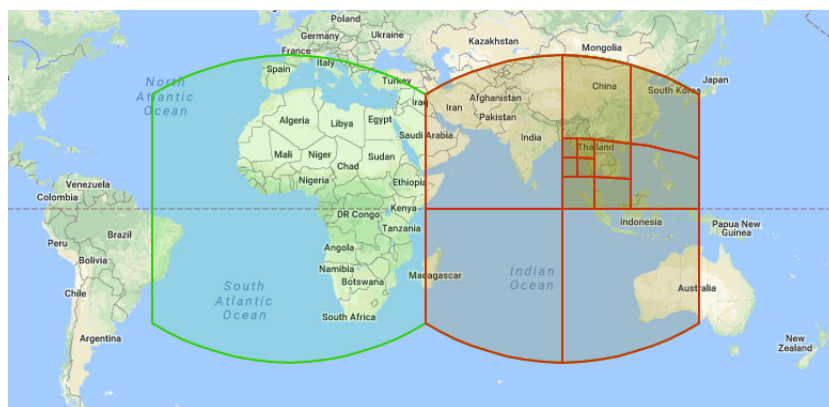 Poland
Germany
Ukraine
Kazakhstan
France
Mongolia
Italy
Spain
Turkey
North
Atlantic
Ocean
China
South Korea
Japan
Iraq
Iran
Afghanistan
Pakistan
Algeria
Libya
Egypt
Saudi Arabia
India
Thailand
Mali
Niger
Chad
Sudan
Nigeria
Ethiopia
Venezuela
Colombia
Kenya
DR Congo
Tanzania
Indonesia
Papua New
Guinea
Brazil
Peru
Bolivia
Angola
Namibia
Botswana
Madagascar
Indian
Ocean
South
Atlantic
Ocean
Chile
Australia
South Africa
Argentina
New
Zealand